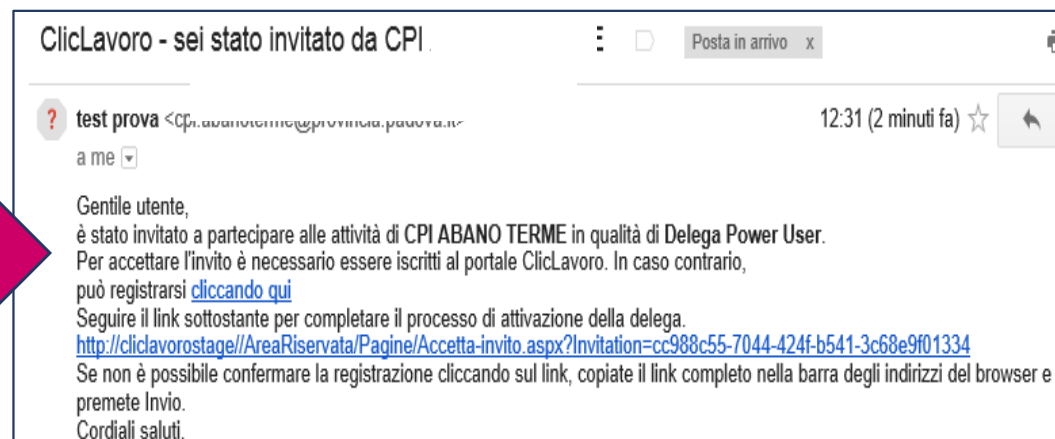 ClicLavoro - sei stato invitato da CPI
Posta in arrivo x
? test prova
12:31 (2 minuti fa)
a me
Gentile utente,
è stato invitato a partecipare alle attività di CPI ABANO TERME in qualità di Delega Power User.
Per accettare l'invito è necessario essere iscritti al portale ClicLavoro. In caso contrario,
può registrarsi cliccando qui
Seguire il link sottostante per completare il processo di attivazione della delega.
http://cliclavorostage//AreaRiservata/Pagine/Accetta-invito.aspx?Invitation=cc988c55-7044-424f-b541-3c68e9f01334
Se non è possibile confermare la registrazione cliccando sul link, copiate il link completo nella barra degli indirizzi del browser e
premete Invio.
Cordiali saluti.